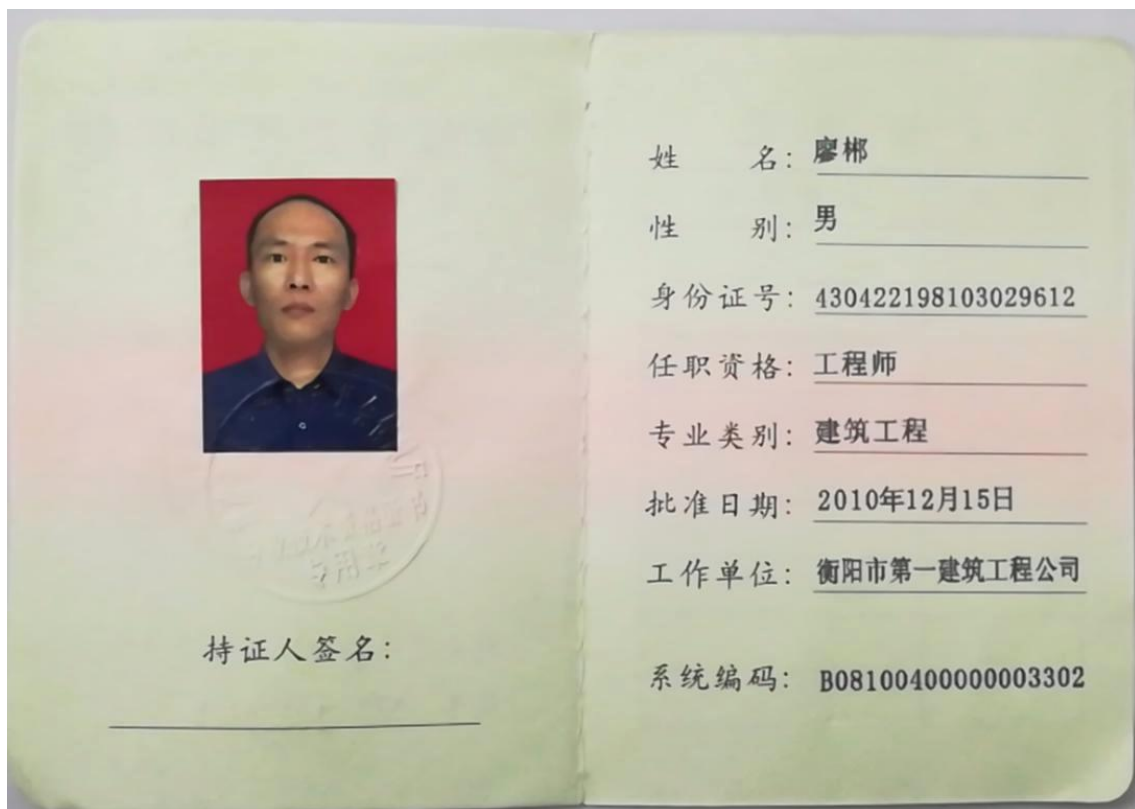 持证人签名：
姓 名：廖郴
性 别：男
身份证号：430422198103029612
任职资格：工程师
专业类别：建筑工程
批准日期：2010年12月15日
工作单位：衡阳市第一建筑工程公司
系统编码：B08100400000003302